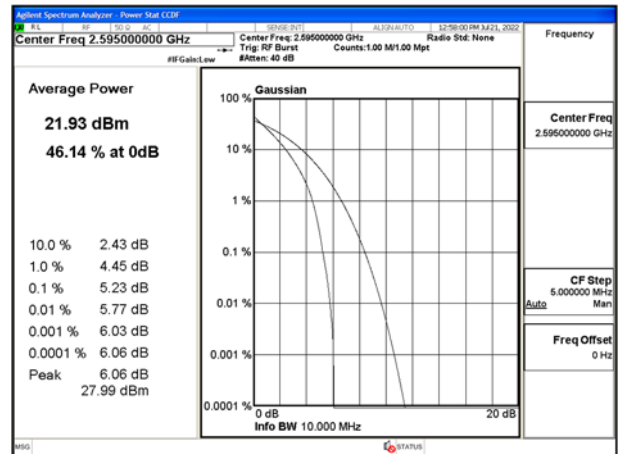 Agilent Spectrum Analyzer - Power Stat CCDF
RL RF 50 Ω AC SENSE:INT ALIGNAUTO 12:58:00 PM Jul 21, 2022
Center Freq 2.595000000 GHz
Center Freq: 2.595000000 GHz Radio Std: None
Trig: RF Burst Counts:1.00 M/1.00 Mpt
#IFGain:Low #Atten: 40 dB
Frequency
Average Power
21.93 dBm
46.14 % at 0dB
10.0 % 2.43 dB
1.0 % 4.45 dB
0.1 % 5.23 dB
0.01 % 5.77 dB
0.001 % 6.03 dB
0.0001 % 6.06 dB
Peak 6.06 dB
27.99 dBm
Gaussian
100 %
10 %
1 %
0.1 %
0.01 %
0.001 %
0.0001 %
0 dB 20 dB
Info BW 10.000 MHz
Center Freq
2.595000000 GHz
CF Step
5.000000 MHz
Auto Man
Freq Offset
0 Hz
MSG STATUS